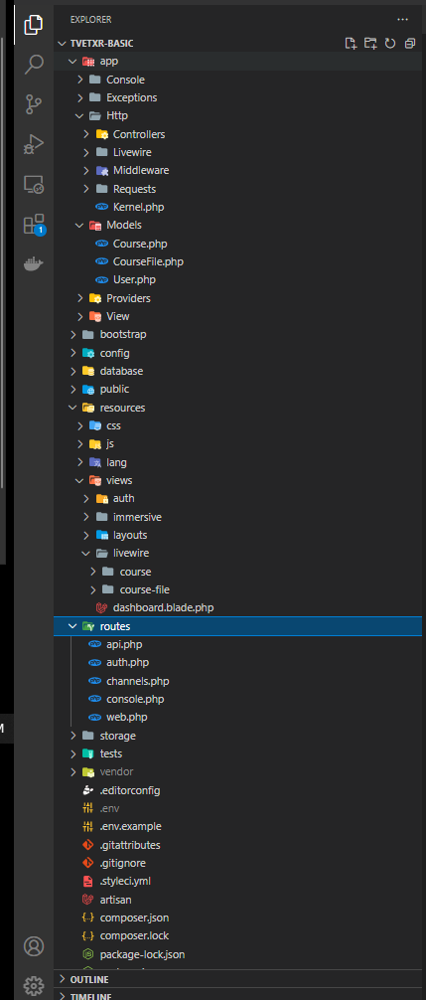 EXPLORER
TVETXR-BASIC
app
Console
Exceptions
Http
Controllers
Livewire
Middleware
Requests
Kernel.php
Models
Course.php
CourseFile.php
User.php
Providers
View
bootstrap
config
database
public
resources
css
js
lang
views
auth
immersive
layouts
livewire
course
course-file
dashboard.blade.php
routes
api.php
auth.php
channels.php
console.php
web.php
storage
tests
vendor
.editorconfig
.env
.env.example
.gitattributes
.gitignore
.styleci.yml
artisan
composer.json
composer.lock
package-lock.json
OUTLINE
TIMELINE
1
M